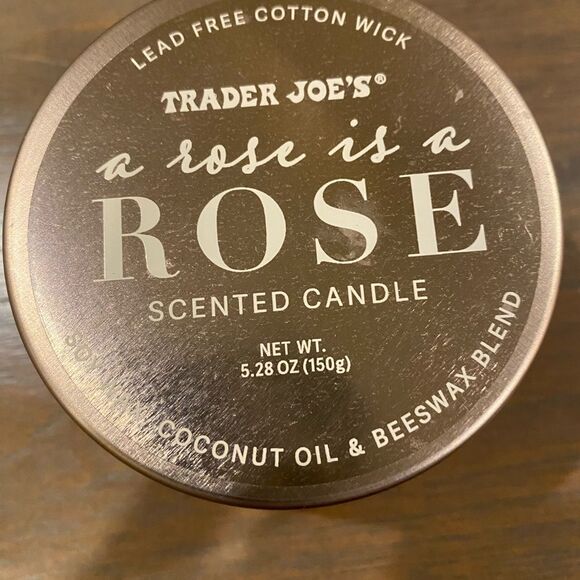 LEAD FREE COTTON WICK
TRADER JOE'S®
a rose is a
ROSE
SCENTED CANDLE
NET WT.
5.28 OZ (150g)
COCONUT OIL & BEESWAX BLEND